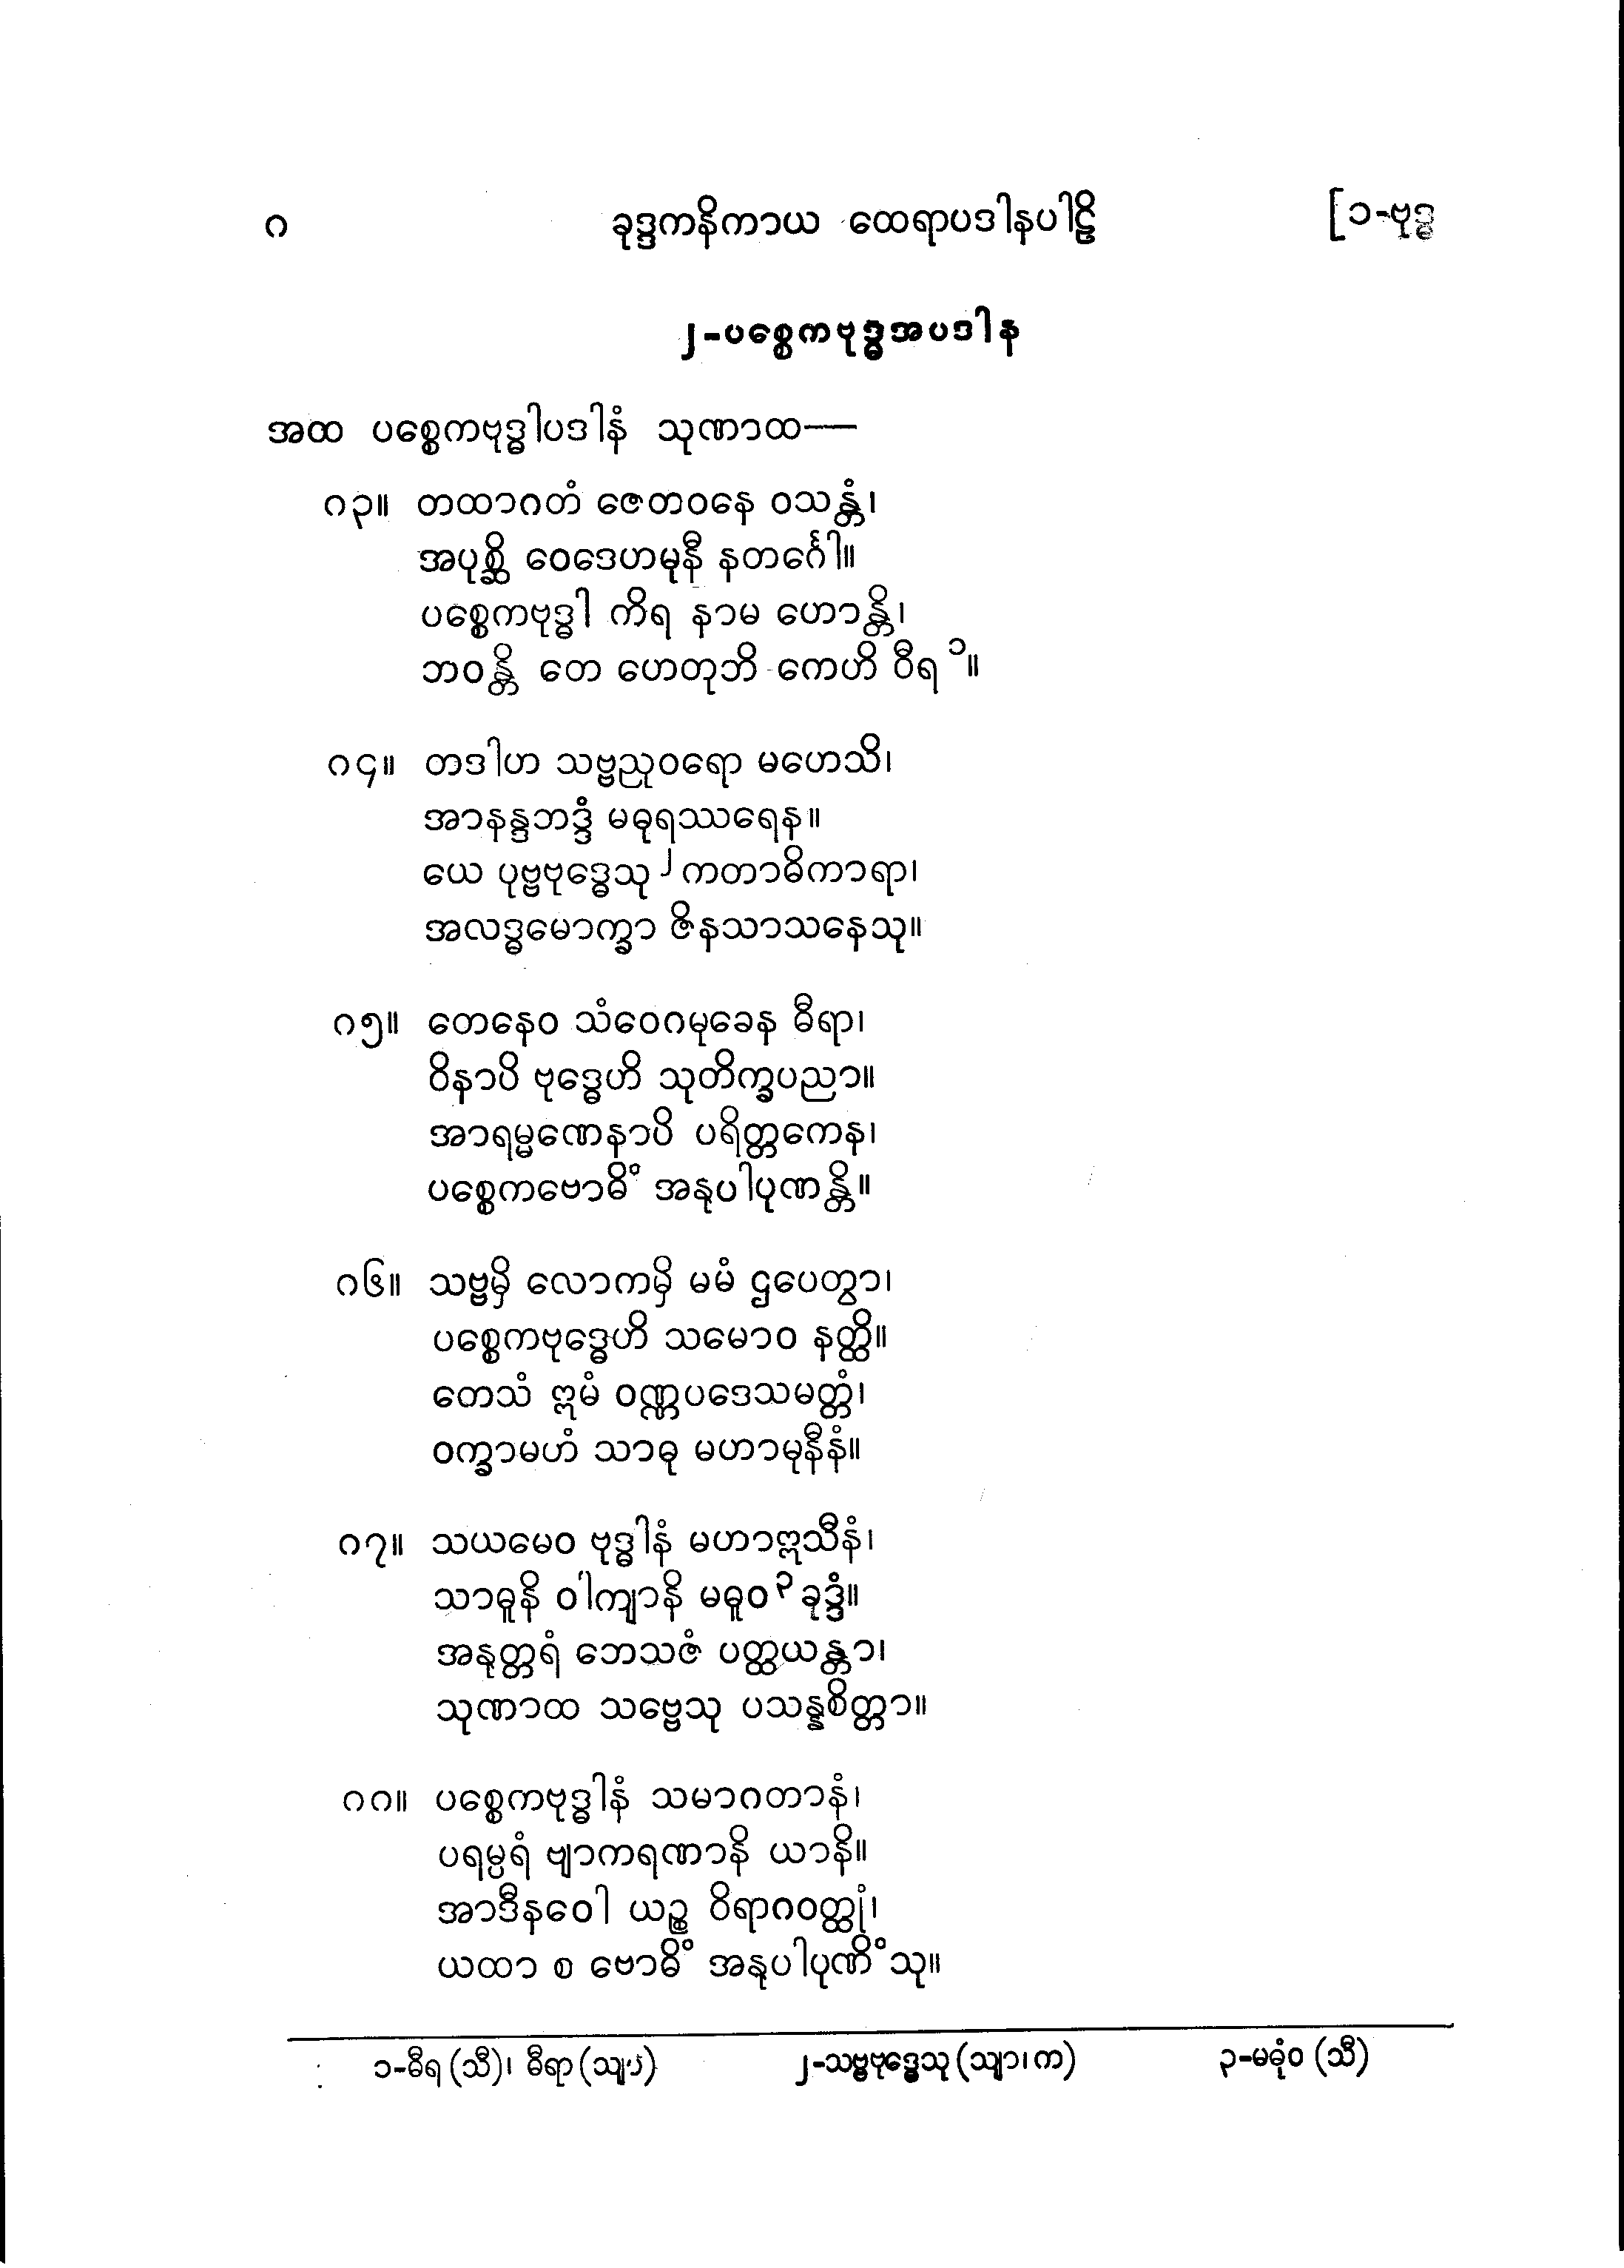 ၈ ခုဒ္ဒကနိကာယ ထေရာပဒါနပါဠိ [၁-ဗုဒ္ဓ
၂-ပစ္စေကဗုဒ္ဓအပဒါန
အထ ပစ္စေကဗုဒ္ဓါပဒါနံ သုဏာထ—
၈၃။ တထာဂတံ ဇေတဝနေ ဝသန္တံ၊
အပုစ္ဆိ ဝေဒေဟမုနီ နတင်္ဂေါ။
ပစ္စေကဗုဒ္ဓါ ကိရ နာမ ဟောန္တိ၊
ဘဝန္တိ တေ ဟေတုဘိ ကေဟိ ဝီရ ၁။
၈၄။ တဒါဟ သဗ္ဗညုဝရော မဟေသိ၊
အာနန္ဒဘဒ္ဒံ မဓုရဿရေန။
ယေ ပုဗ္ဗဗုဒ္ဓေသု ၂ ကတာဓိကာရာ၊
အလဒ္ဓမောက္ခာ ဇိနသာသနေသု။
၈၅။ တေနေဝ သံဝေဂမုခေန ဓီရာ၊
ဝိနာပိ ဗုဒ္ဓေဟိ သုတိက္ခပညာ။
အာရမ္မဏေနာပိ ပရိတ္တကေန၊
ပစ္စေကဗောဓိံ အနုပါပုဏန္တိ။
၈၆။ သဗ္ဗမှိ လောကမှိ မမံ ဌပေတွာ၊
ပစ္စေကဗုဒ္ဓေဟိ သမောဝ နတ္ထိ။
တေသံ ဣမံ ဝဏ္ဏပဒေသမတ္တံ၊
ဝက္ခာမဟံ သာဓု မဟာမုနီနံ။
၈၇။ သယမေဝ ဗုဒ္ဓါနံ မဟာဣသီနံ၊
သာဓူနိ ဝါကျာနိ မဓူဝ ၃ ခုဒ္ဒံ။
အနုတ္တရံ ဘေသဇံ ပတ္ထယန္တာ၊
သုဏာထ သဗ္ဗေသု ပသန္နစိတ္တာ။
၈၈။ ပစ္စေကဗုဒ္ဓါနံ သမာဂတာနံ၊
ပရမ္ပရံ ဗျာကရဏာနိ ယာနိ။
အာဒီနဝေါ ယဉ္စ ဝိရာဂဝတ္ထုံ၊
ယထာ စ ဗောဓိံ အနုပါပုဏိံသု။
၁-ဓီရ (သီ)၊ ဓီရာ (သျာ) ၂-သဗ္ဗဗုဒ္ဓေသု (သျာ၊က) ၃-မဓုံဝ (သီ)